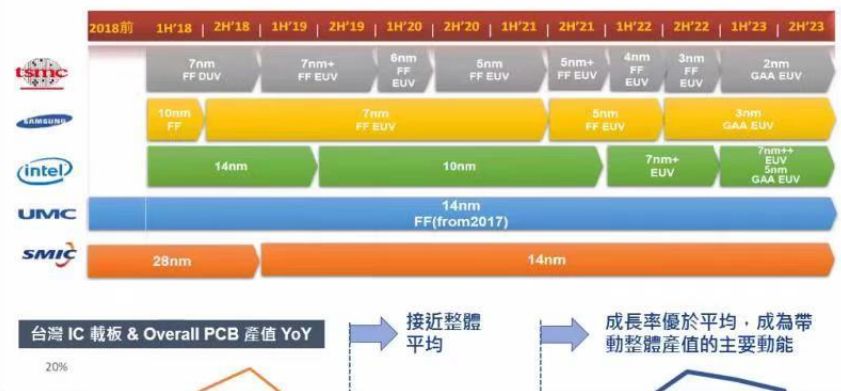 2018前 1H'18 2H'18 1H'19 2H'19 1H'20 2H'20 1H'21 2H'21 1H'22 2H'22 1H'23 2H'23
tsmc
7nm
FF DUV
7nm+
FF EUV
6nm
FF
EUV
5nm
FF EUV
5nm+
FF EUV
4nm
FF
EUV
3nm
FF
EUV
2nm
GAA EUV
SAMSUNG
10nm
FF
7nm
FF EUV
5nm
FF EUV
3nm
GAA EUV
intel
14nm
10nm
7nm+
EUV
7nm++
EUV
5nm
GAA EUV
UMC
14nm
FF(from2017)
SMIC
28nm
14nm
台灣 IC 載板 & Overall PCB 產值 YoY
接近整體
平均
成長率優於平均，成為帶
動整體產值的主要動能
20%